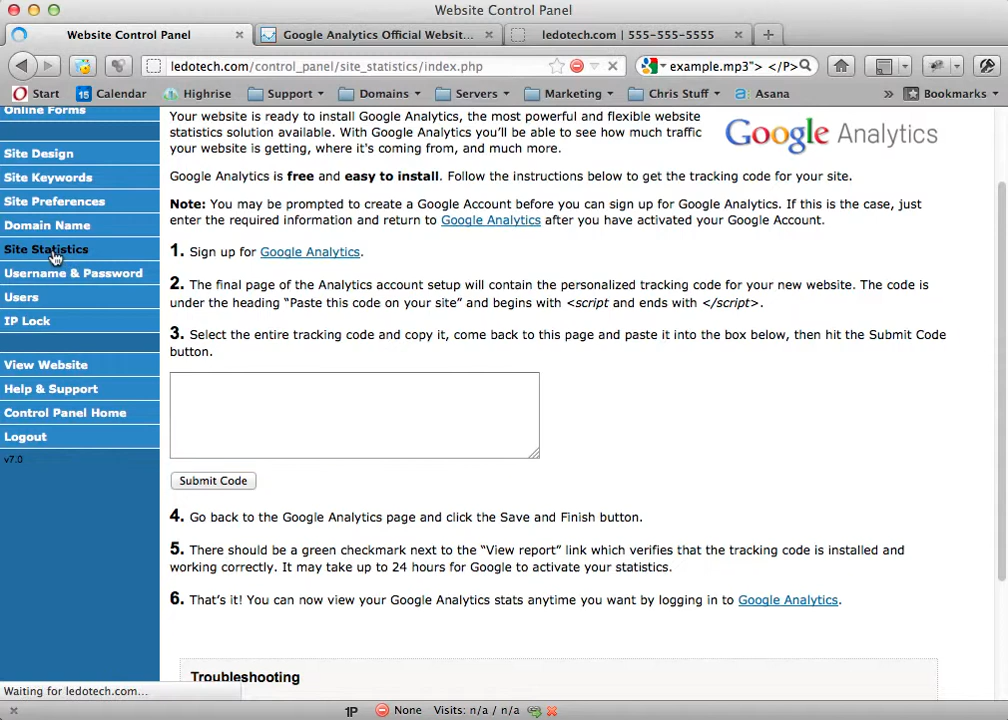 Website Control Panel
Website Control Panel
Google Analytics Official Websit...
ledotech.com | 555-555-5555
ledotech.com/control_panel/site_statistics/index.php
example.mp3"> </P>
Start
Calendar
Highrise
Support
Domains
Servers
Marketing
Chris Stuff
Asana
Bookmarks
Online Forms
Site Design
Site Keywords
Site Preferences
Domain Name
Site Statistics
Username & Password
Users
IP Lock
View Website
Help & Support
Control Panel Home
Logout
v7.0
Your website is ready to install Google Analytics, the most powerful and flexible website
statistics solution available. With Google Analytics you'll be able to see how much traffic
your website is getting, where it's coming from, and much more.
Google Analytics
Google Analytics is free and easy to install. Follow the instructions below to get the tracking code for your site.
Note: You may be prompted to create a Google Account before you can sign up for Google Analytics. If this is the case, just
enter the required information and return to Google Analytics after you have activated your Google Account.
1. Sign up for Google Analytics.
2. The final page of the Analytics account setup will contain the personalized tracking code for your new website. The code is
under the heading “Paste this code on your site” and begins with <script and ends with </script>.
3. Select the entire tracking code and copy it, come back to this page and paste it into the box below, then hit the Submit Code
button.
Submit Code
4. Go back to the Google Analytics page and click the Save and Finish button.
5. There should be a green checkmark next to the “View report” link which verifies that the tracking code is installed and
working correctly. It may take up to 24 hours for Google to activate your statistics.
6. That’s it! You can now view your Google Analytics stats anytime you want by logging in to Google Analytics.
Troubleshooting
Waiting for ledotech.com...
1P
None
Visits: n/a / n/a